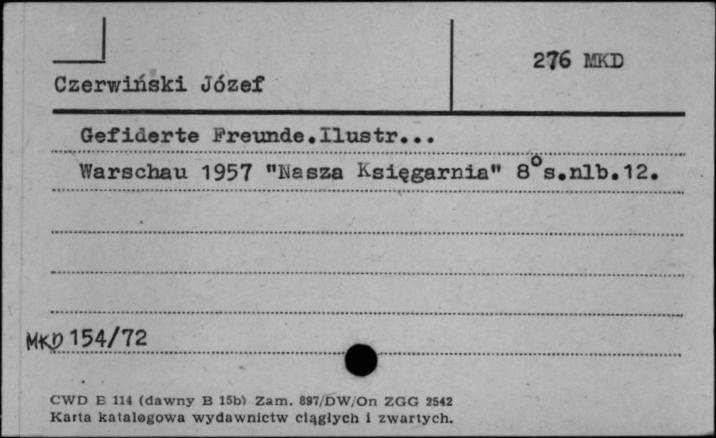 276 MKD
Czerwiński Józef
Gefiderte Freunde.Ilustr...
Warschau 1957 "Nasza Księgarnia" 8° s.nlb.12.
MKD 154/72
CWD E 114 (dawny B 15b) Zam. 897/DW/On ZGG 2542
Karta katalogowa wydawnictw ciągłych i zwartych.